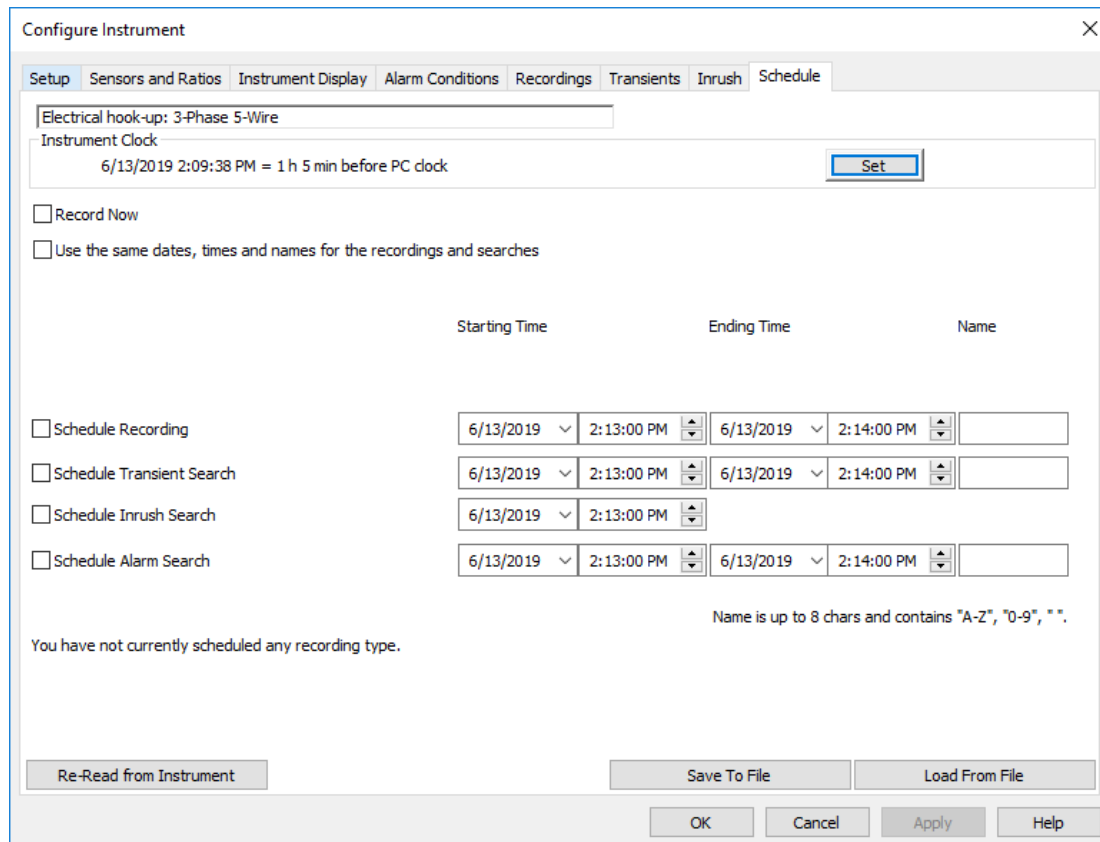 Configure Instrument
Setup Sensors and Ratios Instrument Display Alarm Conditions Recordings Transients Inrush Schedule
Electrical hook-up: 3-Phase 5-Wire
Instrument Clock
6/13/2019 2:09:38 PM = 1 h 5 min before PC clock Set
Record Now
Use the same dates, times and names for the recordings and searches
Starting Time Ending Time Name
Schedule Recording 6/13/2019 2:13:00 PM 6/13/2019 2:14:00 PM
Schedule Transient Search 6/13/2019 2:13:00 PM 6/13/2019 2:14:00 PM
Schedule Inrush Search 6/13/2019 2:13:00 PM
Schedule Alarm Search 6/13/2019 2:13:00 PM 6/13/2019 2:14:00 PM
Name is up to 8 chars and contains "A-Z", "0-9", " ".
You have not currently scheduled any recording type.
Re-Read from Instrument Save To File Load From File
OK Cancel Apply Help